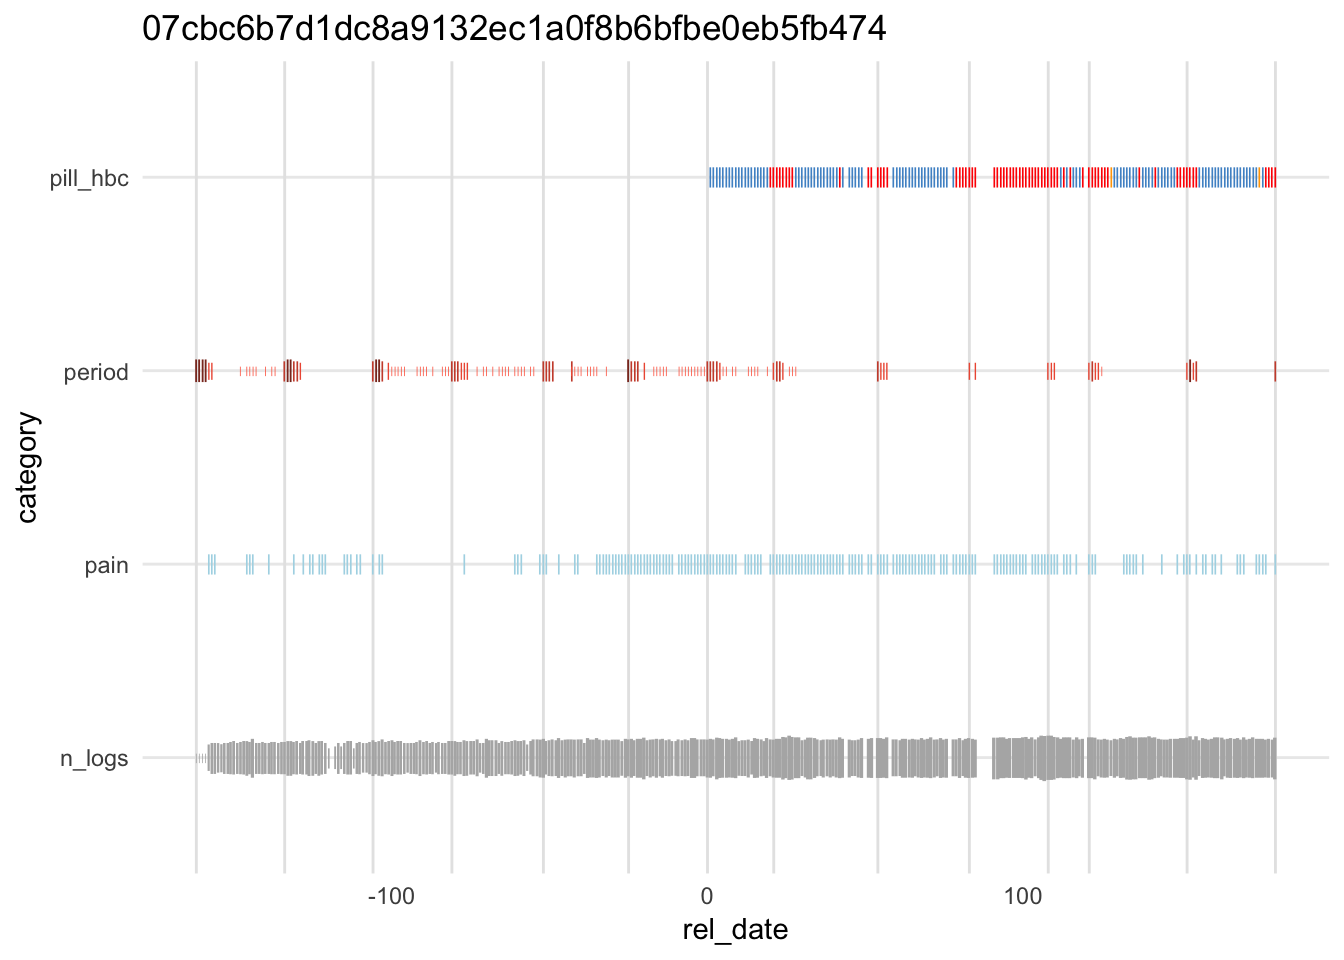 07cbc6b7d1dc8a9132ec1a0f8b6bfbe0eb5fb474
pill_hbc
period
pain
n_logs
category
-100 0 100
rel_date